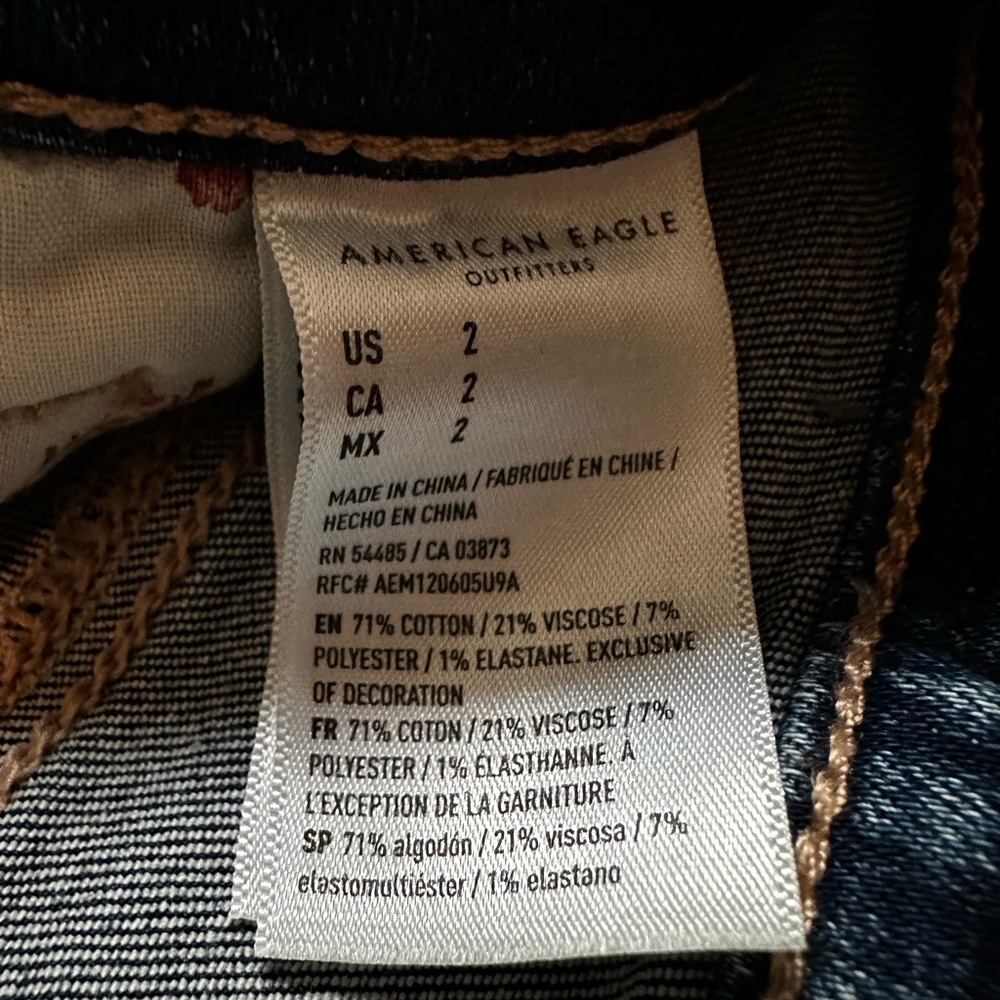 AMERICAN EAGLE
OUTFITTERS
US 2
CA 2
MX 2
MADE IN CHINA / FABRIQUÉ EN CHINE /
HECHO EN CHINA
RN 54485 / CA 03873
RFC# AEM120605U9A
EN 71% COTTON / 21% VISCOSE / 7%
POLYESTER / 1% ELASTANE. EXCLUSIVE
OF DECORATION
FR 71% COTON / 21% VISCOSE / 7%
POLYESTER / 1% ÉLASTHANNE. À
L'EXCEPTION DE LA GARNITURE
SP 71% algodón / 21% viscosa / 7%
elastomultiéster / 1% elastano